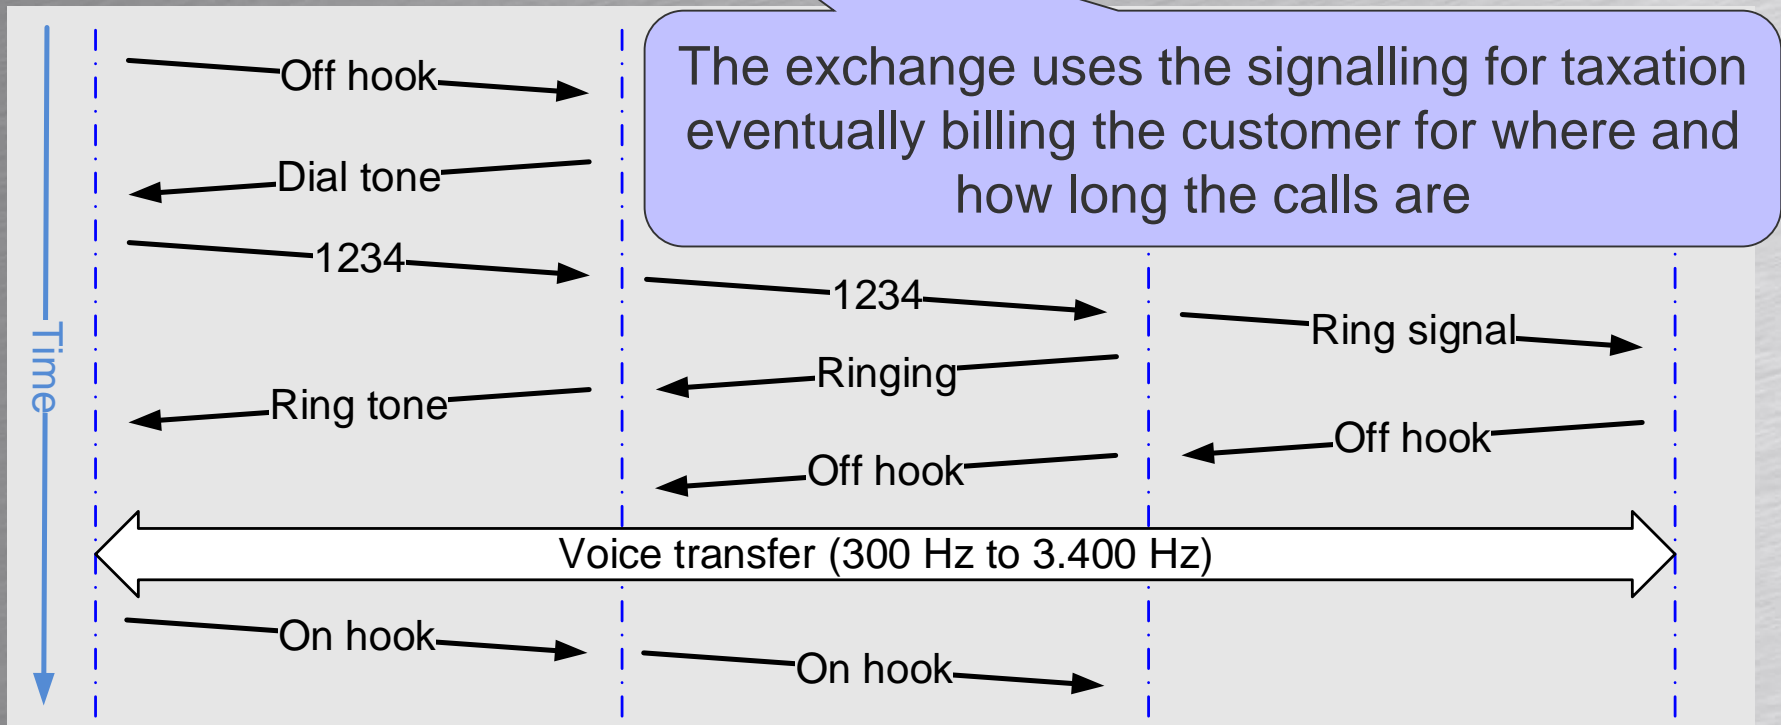 The exchange uses the signalling for taxation
eventually billing the customer for where and
how long the calls are
Off hook
Dial tone
1234
1234
Ring signal
Ringing
Ring tone
Off hook
Off hook
Voice transfer (300 Hz to 3.400 Hz)
On hook
On hook
Time